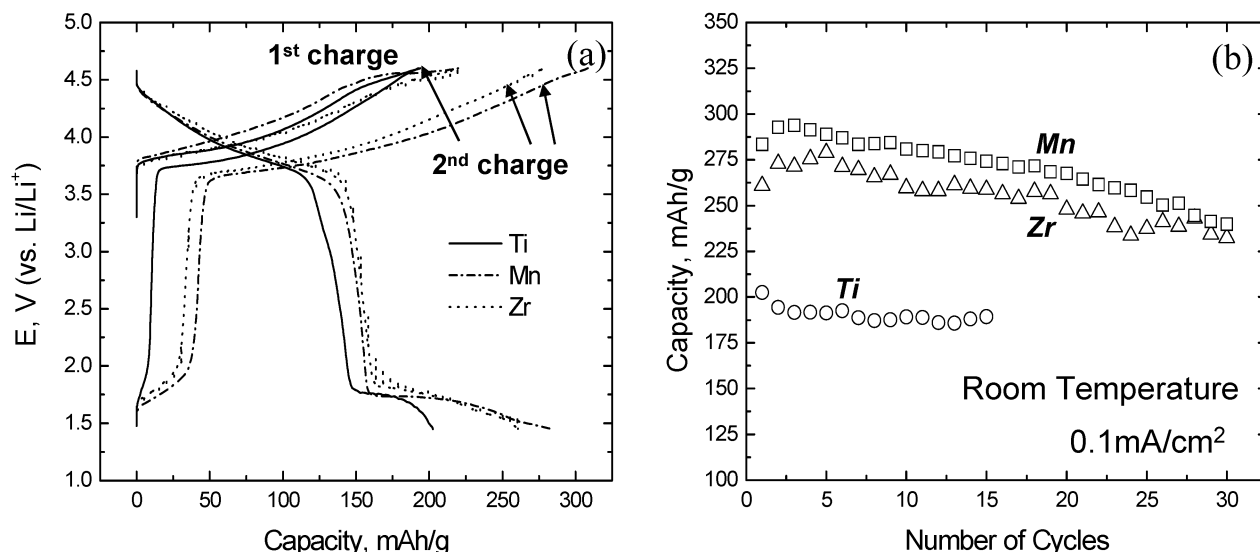 5.0
4.5
4.0
3.5
3.0
2.5
2.0
1.5
1.0
E, V (vs. Li/Li⁺)
(a)
1ˢᵗ charge
2ⁿᵈ charge
Ti
Mn
Zr
0 50 100 150 200 250 300
Capacity, mAh/g
350
325
300
275
250
225
200
175
150
125
100
Capacity, mAh/g
(b)
Mn
Zr
Ti
Room Temperature
0.1mA/cm²
0 5 10 15 20 25 30
Number of Cycles